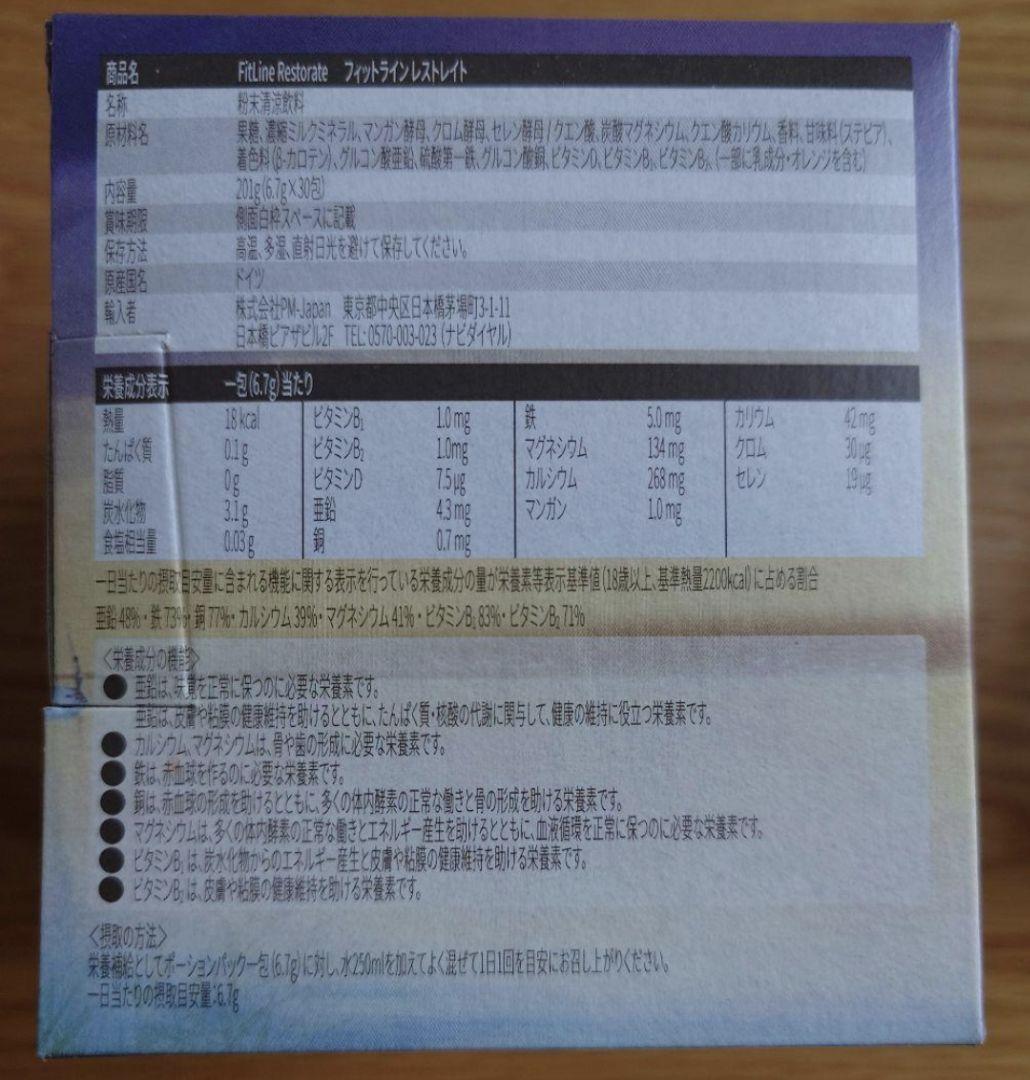 商品名 FitLine Restorate フィットライン レストレイト
名称 粉末清涼飲料
原材料名 果糖、濃縮ミルクミネラル、マンガン酵母、クロム酵母、セレン酵母 / クエン酸、炭酸マグネシウム、クエン酸カリウム、香料、甘味料(ステビア)、
着色料(β-カロテン)、グルコン酸亜鉛、硫酸第一鉄、グルコン酸銅、ビタミンD、ビタミンB₁、ビタミンB₂、(一部に乳成分・オレンジを含む)
内容量 201g(6.7g×30包)
賞味期限 側面白枠スペースに記載
保存方法 高温、多湿、直射日光を避けて保存してください。
原産国名 ドイツ
輸入者 株式会社PM-Japan 東京都中央区日本橋茅場町3-1-11
日本橋ピアザビル2F TEL:0570-003-023 (ナビダイヤル)
栄養成分表示 一包(6.7g)当たり
熱量 18 kcal ビタミンB₁ 1.0 mg 鉄 5.0 mg カリウム 42 mg
たんぱく質 0.1 g ビタミンB₂ 1.0mg マグネシウム 134 mg クロム 30 μg
脂質 0 g ビタミンD 7.5 μg カルシウム 268 mg セレン 19 μg
炭水化物 3.1 g 亜鉛 4.3 mg マンガン 1.0 mg
食塩相当量 0.03 g 銅 0.7 mg
一日当たりの摂取目安量に含まれる機能に関する表示を行っている栄養成分の量が栄養素等表示基準値(18歳以上、基準熱量2200kcal)に占める割合
亜鉛 48%・鉄 73%・銅 77%・カルシウム 39%・マグネシウム 41%・ビタミンB₁ 83%・ビタミンB₂ 71%
〈栄養成分の機能〉
● 亜鉛は、味覚を正常に保つのに必要な栄養素です。
亜鉛は、皮膚や粘膜の健康維持を助けるとともに、たんぱく質・核酸の代謝に関与して、健康の維持に役立つ栄養素です。
● カルシウム、マグネシウムは、骨や歯の形成に必要な栄養素です。
● 鉄は、赤血球を作るのに必要な栄養素です。
● 銅は、赤血球の形成を助けるとともに、多くの体内酵素の正常な働きと骨の形成を助ける栄養素です。
● マグネシウムは、多くの体内酵素の正常な働きとエネルギー産生を助けるとともに、血液循環を正常に保つのに必要な栄養素です。
● ビタミンB₁は、炭水化物からのエネルギー産生と皮膚や粘膜の健康維持を助ける栄養素です。
● ビタミンB₂は、皮膚や粘膜の健康維持を助ける栄養素です。
〈摂取の方法〉
栄養補給としてポーションパック一包(6.7g)に対し、水250mlを加えてよく混ぜて1日1回を目安にお召し上がりください。
一日当たりの摂取目安量:6.7g